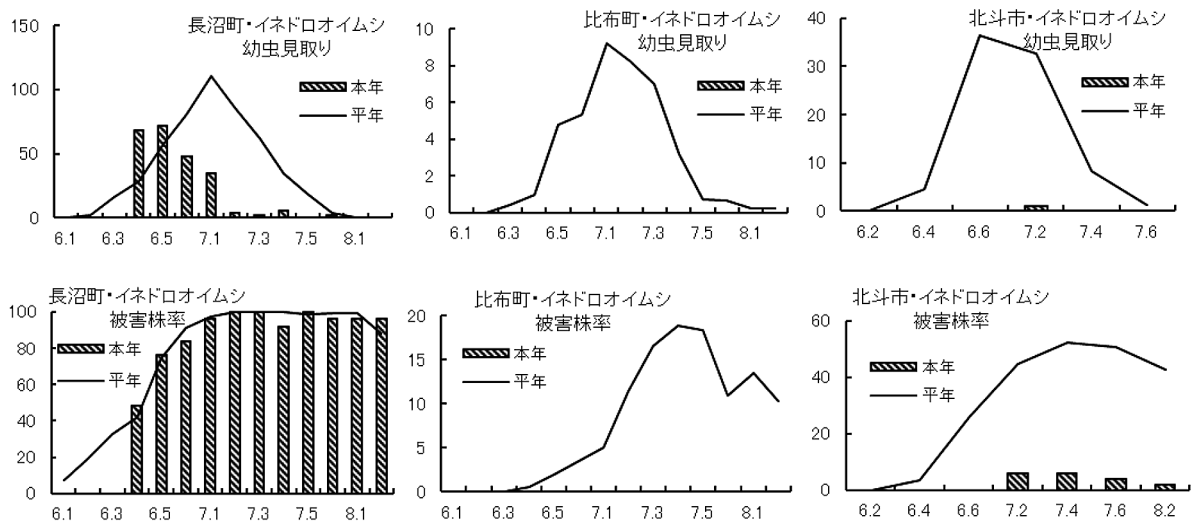 長沼町・イネドロオイムシ
幼虫見取り
150
100
50
0
本年
平年
6.1 6.3 6.5 7.1 7.3 7.5 8.1
比布町・イネドロオイムシ
幼虫見取り
10
8
6
4
2
0
本年
平年
6.1 6.3 6.5 7.1 7.3 7.5 8.1
北斗市・イネドロオイムシ
幼虫見取り
40
30
20
10
0
本年
平年
6.2 6.4 6.6 7.2 7.4 7.6
長沼町・イネドロオイムシ
被害株率
100
80
60
40
20
0
本年
平年
6.1 6.3 6.5 7.1 7.3 7.5 8.1
比布町・イネドロオイムシ
被害株率
20
15
10
5
0
本年
平年
6.1 6.3 6.5 7.1 7.3 7.5 8.1
北斗市・イネドロオイムシ
被害株率
60
40
20
0
本年
平年
6.2 6.4 6.6 7.2 7.4 7.6 8.2